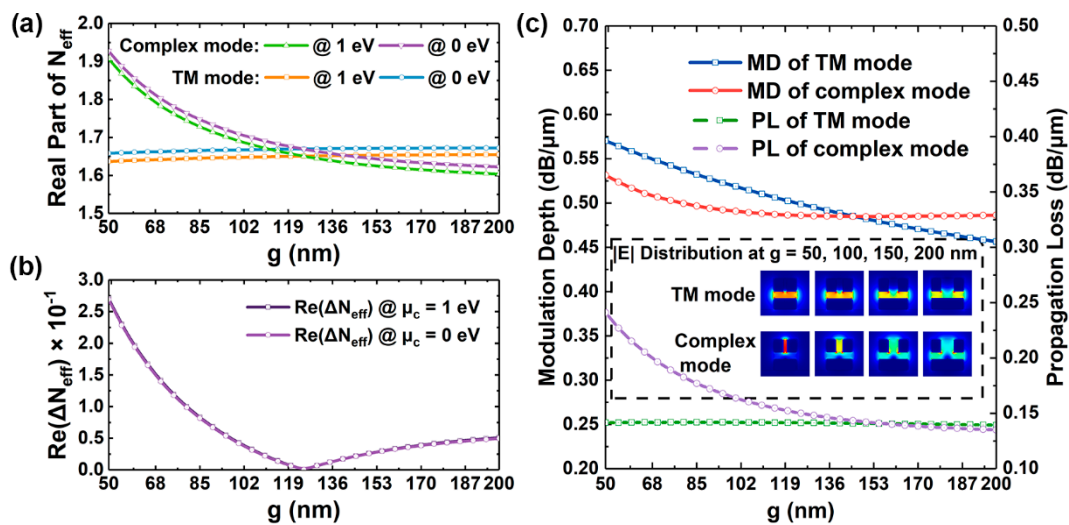 (a)
Real Part of N_eff
2.0
1.9
1.8
1.7
1.6
1.5
Complex mode: @ 1 eV @ 0 eV
TM mode: @ 1 eV @ 0 eV
50 68 85 102 119 136 153 170 187 200
g (nm)
(b)
Re(ΔN_eff) × 10^-1
3.0
2.5
2.0
1.5
1.0
0.5
0.0
Re(ΔN_eff) @ μ_c = 1 eV
Re(ΔN_eff) @ μ_c = 0 eV
50 68 85 102 119 136 153 170 187 200
g (nm)
(c)
Modulation Depth (dB/μm)
0.70
0.65
0.60
0.55
0.50
0.45
0.40
0.35
0.30
0.25
0.20
MD of TM mode
MD of complex mode
PL of TM mode
PL of complex mode
|E| Distribution at g = 50, 100, 150, 200 nm
TM mode
Complex
mode
0.50
0.45
0.40
0.35
0.30
0.25
0.20
0.15
0.10
Propagation Loss (dB/μm)
50 68 85 102 119 136 153 170 187 200
g (nm)